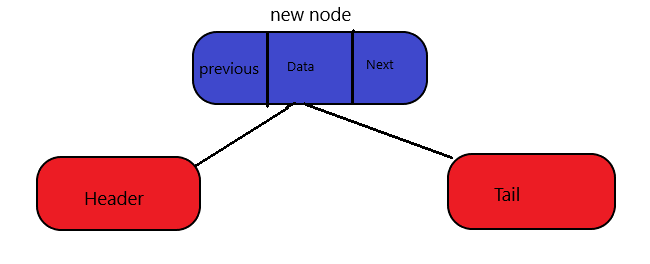 new node
previous
Data
Next
Header
Tail